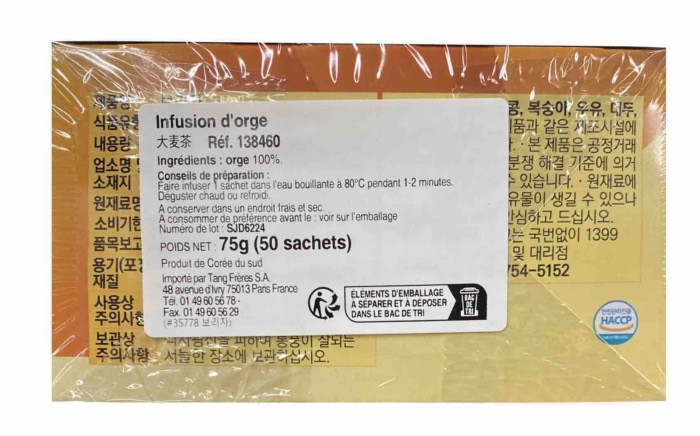 Infusion d'orge
大麦茶 Réf. 138460
Ingrédients : orge 100%.
Conseils de préparation :
Faire infuser 1 sachet dans l'eau bouillante à 80°C pendant 1-2 minutes.
Déguster chaud ou refroidi.
A conserver dans un endroit frais et sec.
A consommer de préférence avant le : voir sur l'emballage
Numéro de lot : SJD6224
POIDS NET : 75g (50 sachets)
Produit de Corée du sud
Importé par Tang Frères S.A.
48 avenue d'Ivry 75013 Paris France
Tél. 01 49 60 56 78 -
Fax. 01 49 60 56 29
(#35778 보리차)
ÉLÉMENTS D'EMBALLAGE
À SÉPARER ET À DÉPOSER
DANS LE BAC DE TRI
BAC
DE
TRI
식품유형
내용량
업소명
소재지
원재료명
소비기한
품목보고
용기(포장
재질
사용상
주의사항
보관상
주의사항
서늘한 장소에 보관하십시오.
복숭아, 우유, 대두,
품과 같은 제조시설에
본 제품은 공정거래
분쟁 해결 기준에 의거
수 있습니다. · 원재료에
유물이 생길 수 있으나
안심하고 드십시오.
는 국번없이 1399
및 대리점
754-5152
HACCP